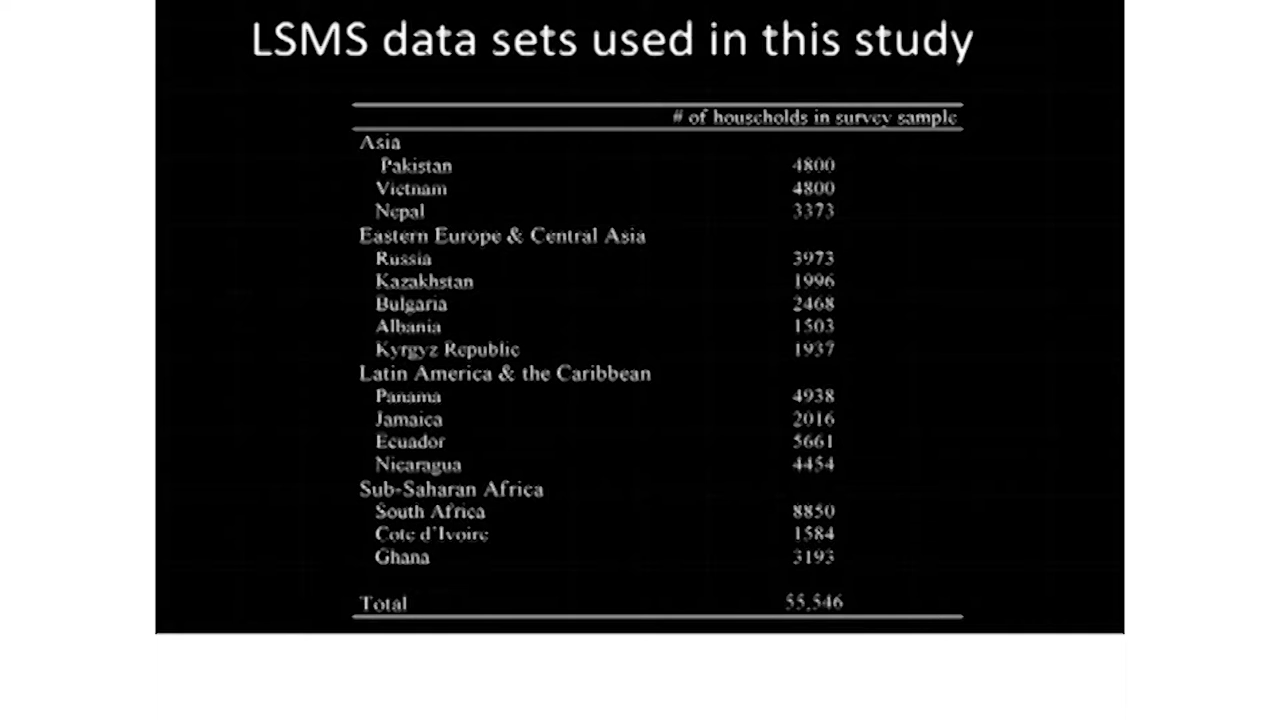 LSMS data sets used in this study
# of households in survey sample
Asia
Pakistan 4800
Vietnam 4800
Nepal 3373
Eastern Europe & Central Asia
Russia 3973
Kazakhstan 1996
Bulgaria 2468
Albania 1503
Kyrgyz Republic 1937
Latin America & the Caribbean
Panama 4938
Jamaica 2016
Ecuador 5661
Nicaragua 4454
Sub-Saharan Africa
South Africa 8850
Cote d'Ivoire 1584
Ghana 3193
Total 55,546